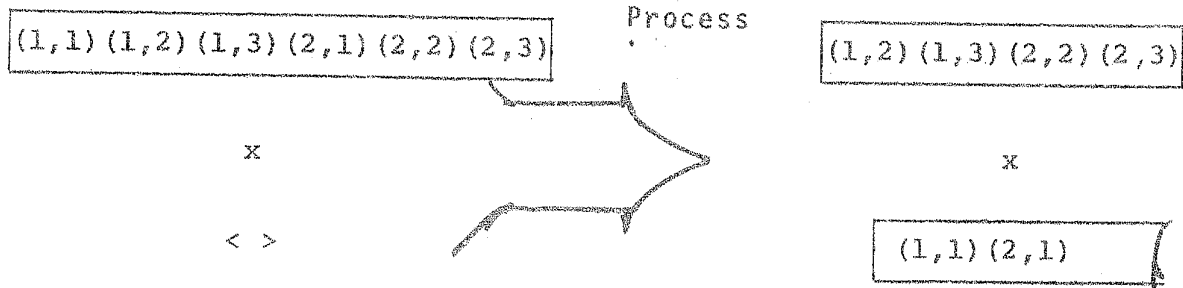 Process
(1,1)(1,2)(1,3)(2,1)(2,2)(2,3)
(1,2)(1,3)(2,2)(2,3)
x
x
< >
(1,1)(2,1)